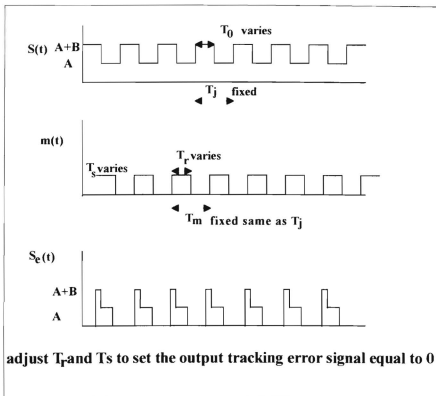 T0 varies
S(t) A+B
A
Tj fixed
m(t)
Ts varies Tr varies
Tm fixed same as Tj
Se(t)
A+B
A
adjust Tr and Ts to set the output tracking error signal equal to 0